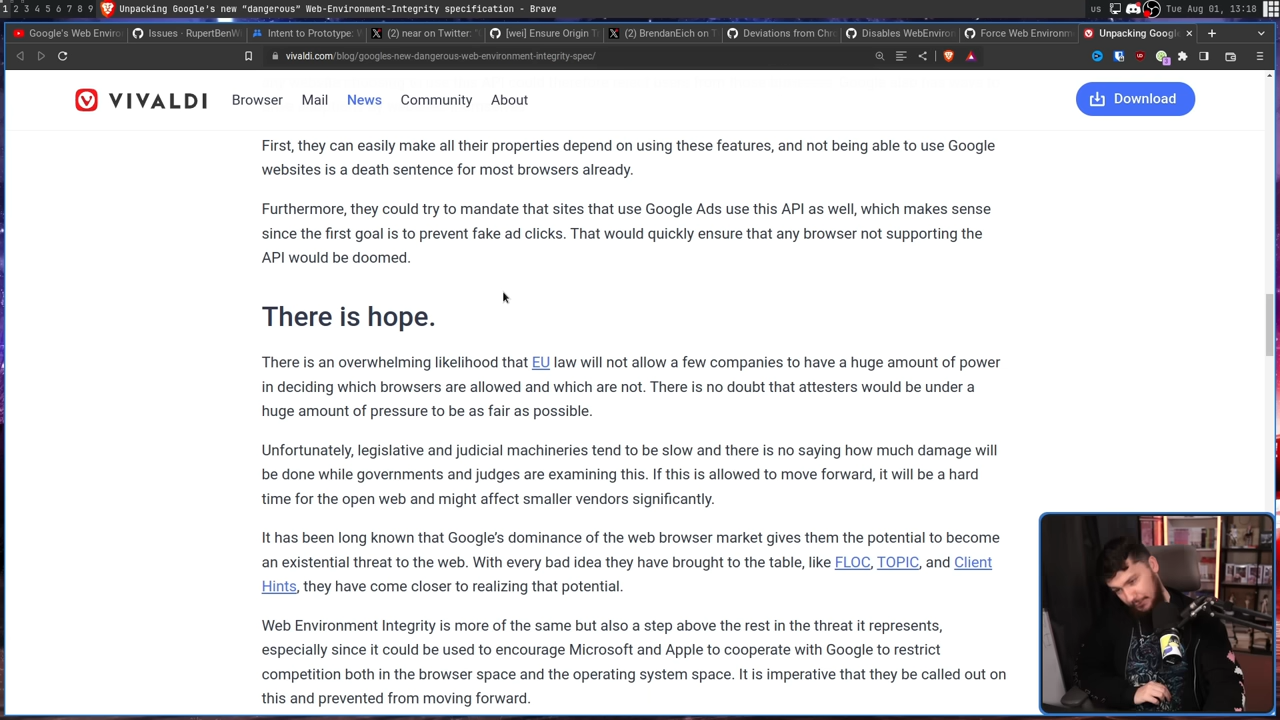 1 2 3 4 5 6 7 8 9 Unpacking Google's new "dangerous" Web-Environment-Integrity specification - Brave us Tue Aug 01, 13:18
Google's Web Enviro Issues · RupertBenW Intent to Prototype: W (2) near on Twitter: " [wei] Ensure Origin T (2) BrendanEich on T Deviations from Chro Disables WebEnviron Force Web Environm Unpacking Googl
vivaldi.com/blog/googles-new-dangerous-web-environment-integrity-spec/
VIVALDI Browser Mail News Community About Download
First, they can easily make all their properties depend on using these features, and not being able to use Google
websites is a death sentence for most browsers already.
Furthermore, they could try to mandate that sites that use Google Ads use this API as well, which makes sense
since the first goal is to prevent fake ad clicks. That would quickly ensure that any browser not supporting the
API would be doomed.
There is hope.
There is an overwhelming likelihood that EU law will not allow a few companies to have a huge amount of power
in deciding which browsers are allowed and which are not. There is no doubt that attesters would be under a
huge amount of pressure to be as fair as possible.
Unfortunately, legislative and judicial machineries tend to be slow and there is no saying how much damage will
be done while governments and judges are examining this. If this is allowed to move forward, it will be a hard
time for the open web and might affect smaller vendors significantly.
It has been long known that Google's dominance of the web browser market gives them the potential to become
an existential threat to the web. With every bad idea they have brought to the table, like FLOC, TOPIC, and Client
Hints, they have come closer to realizing that potential.
Web Environment Integrity is more of the same but also a step above the rest in the threat it represents,
especially since it could be used to encourage Microsoft and Apple to cooperate with Google to restrict
competition both in the browser space and the operating system space. It is imperative that they be called out on
this and prevented from moving forward.